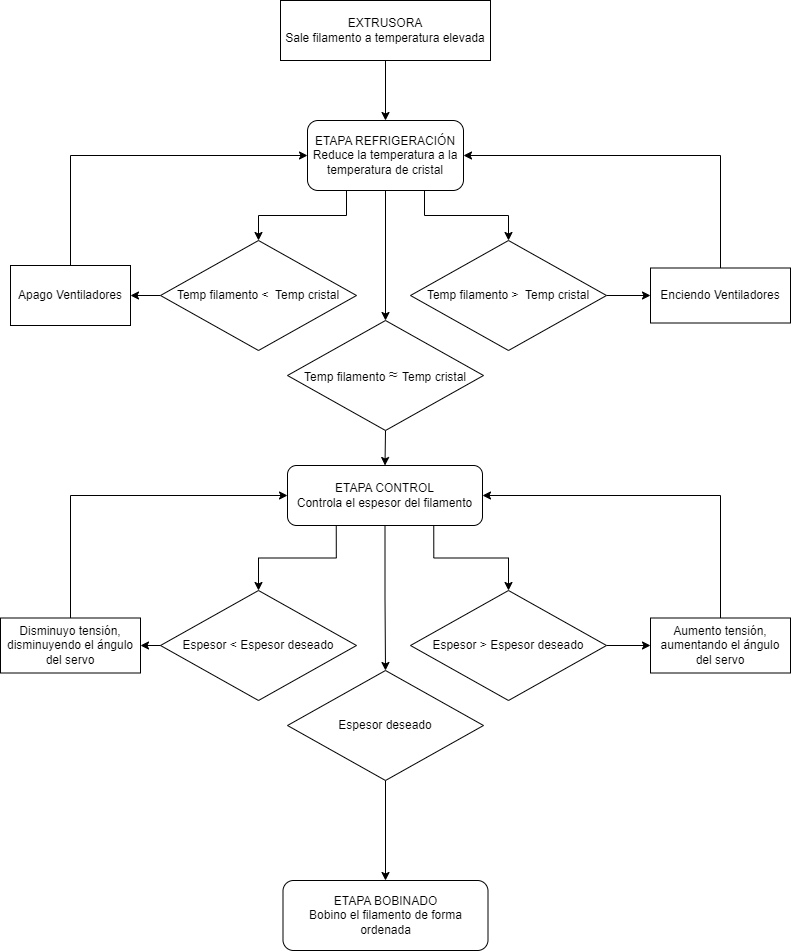 EXTRUSORA
Sale filamento a temperatura elevada
ETAPA REFRIGERACIÓN
Reduce la temperatura a la
temperatura de cristal
Apago Ventiladores
Temp filamento < Temp cristal
Temp filamento > Temp cristal
Enciendo Ventiladores
Temp filamento ≈ Temp cristal
ETAPA CONTROL
Controla el espesor del filamento
Disminuyo tensión,
disminuyendo el ángulo
del servo
Espesor < Espesor deseado
Espesor > Espesor deseado
Aumento tensión,
aumentando el ángulo
del servo
Espesor deseado
ETAPA BOBINADO
Bobino el filamento de forma
ordenada